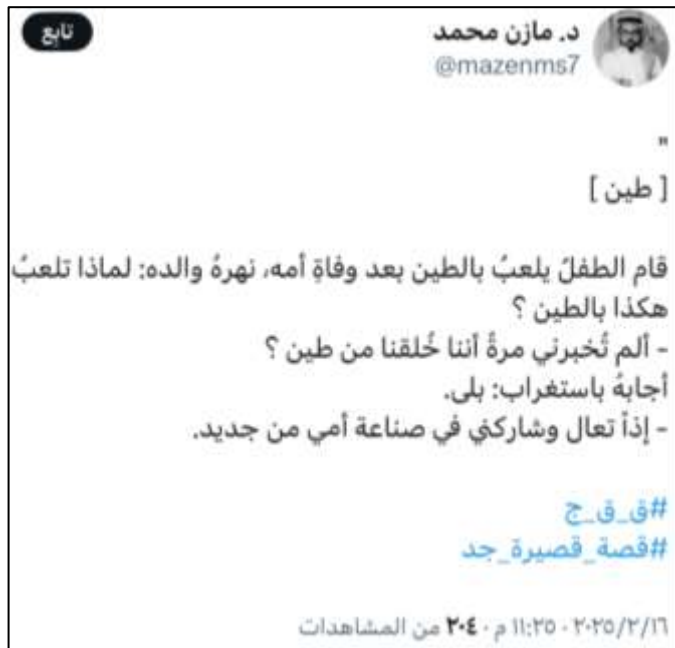 د. مازن محمد
تابع
@mazenms7
"
[ طين ]
قام الطفلُ يلعبُ بالطين بعد وفاةِ أمه، نهرهُ والده: لماذا تلعبُ
هكذا بالطين ؟
- ألم تُخبرني مرةً أننا خُلقنا من طين ؟
أجابهُ باستغراب: بلى.
- إذاً تعال وشاركني في صناعة أمي من جديد.
#ق_ق_ج
#قصة_قصيرة_جد
٢٠٢٥/٣/١٦ · ١١:٢٥ م · ٢٠٤ من المشاهدات